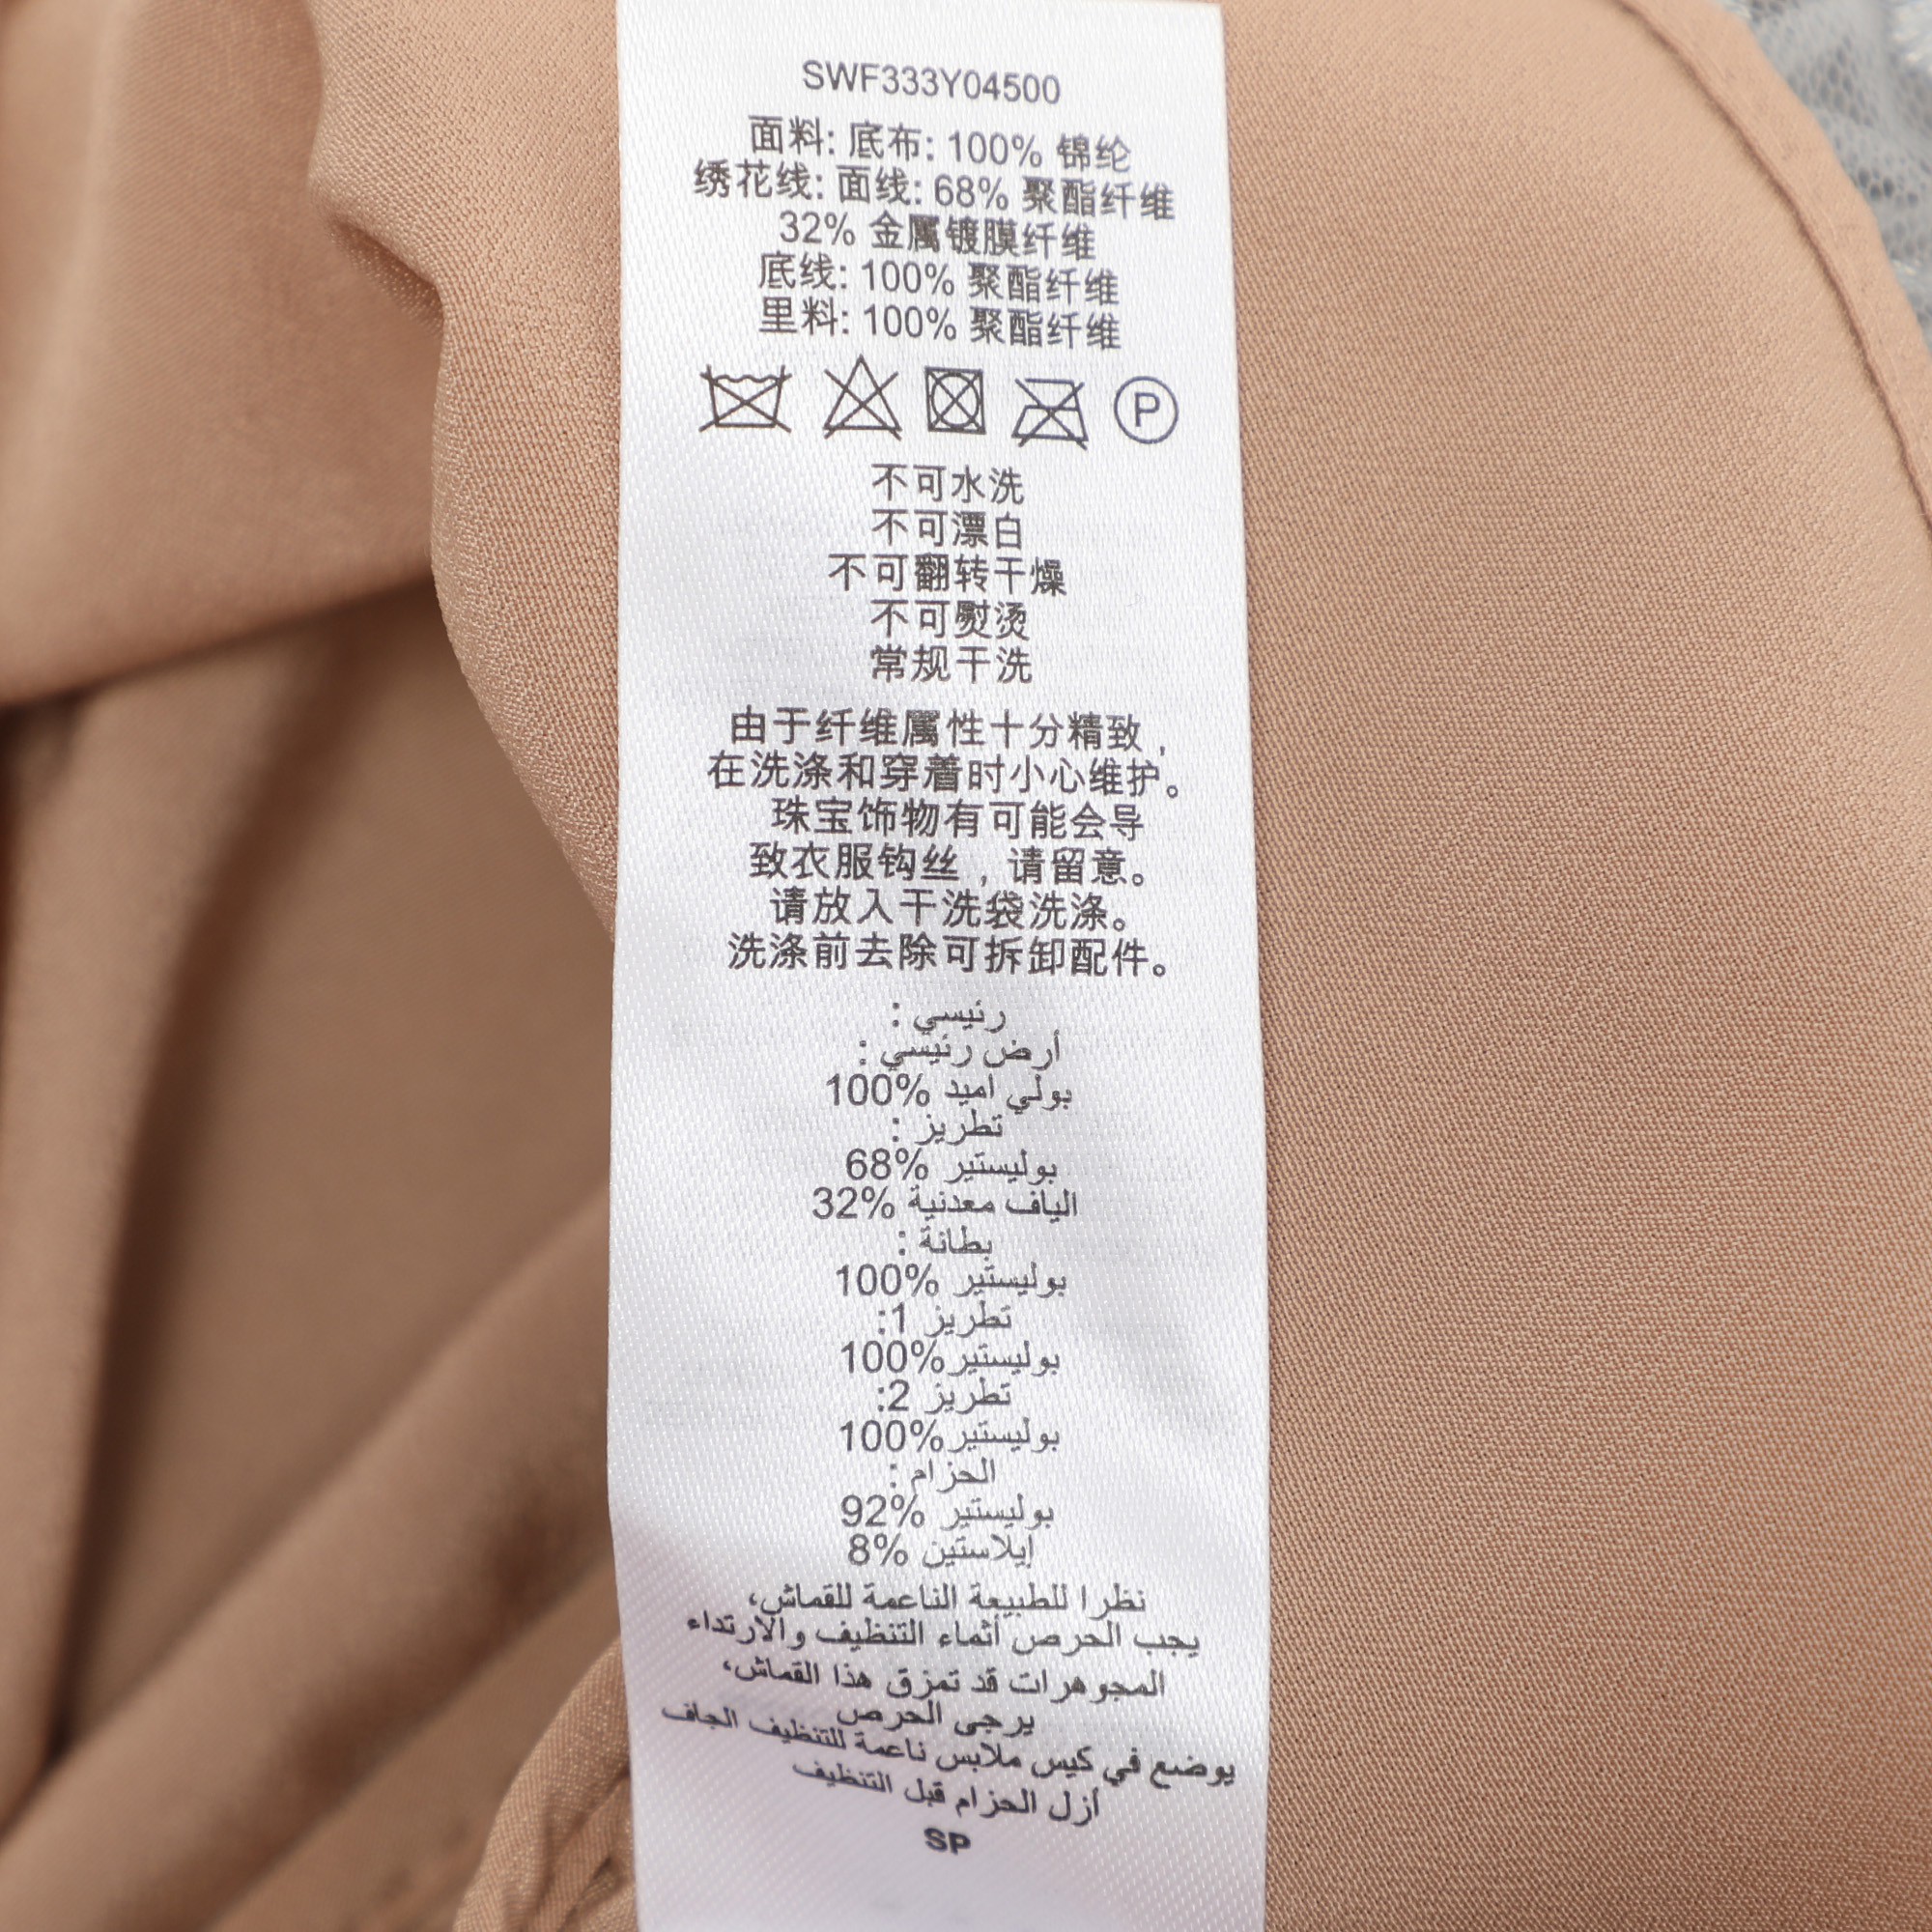 SWF333Y04500
面料: 底布: 100% 锦纶
绣花线: 面线: 68% 聚酯纤维
32% 金属镀膜纤维
底线: 100% 聚酯纤维
里料: 100% 聚酯纤维
P
不可水洗
不可漂白
不可翻转干燥
不可熨烫
常规干洗
由于纤维属性十分精致，
在洗涤和穿着时小心维护。
珠宝饰物有可能会导
致衣服钩丝，请留意。
请放入干洗袋洗涤。
洗涤前去除可拆卸配件。
رئيسي :
أرض رئيسي :
بولي اميد %100
تطريز :
بوليستير %68
الياف معدنية %32
بطانة :
بوليستير %100
تطريز 1:
بوليستير%100
تطريز 2:
بوليستير%100
الحزام :
بوليستير %92
إيلاستين %8
نظرا للطبيعة الناعمة للقماش،
يجب الحرص أثماء التنظيف والارتداء
المجوهرات قد تمزق هذا القماش،
يرجى الحرص
يوضع في كيس ملابس ناعمة للتنظيف الجاف
أزل الحزام قبل التنظيف
SP